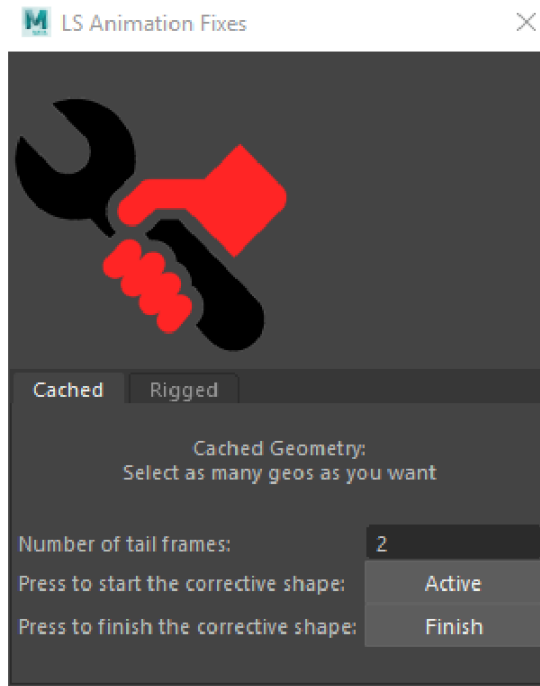 LS Animation Fixes
Cached Rigged
Cached Geometry:
Select as many geos as you want
Number of tail frames: 2
Press to start the corrective shape: Active
Press to finish the corrective shape: Finish